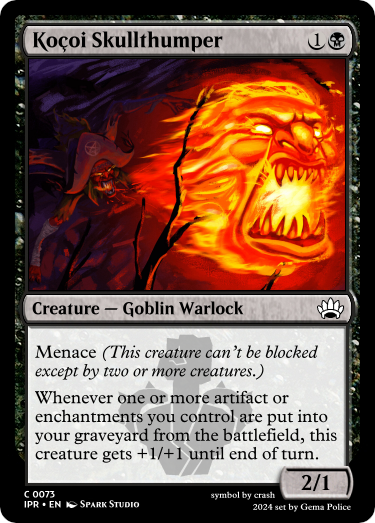 Koçoi Skullthumper 1
Creature — Goblin Warlock
Menace (This creature can't be blocked
except by two or more creatures.)
Whenever one or more artifact or
enchantments you control are put into
your graveyard from the battlefield, this
creature gets +1/+1 until end of turn.
2/1
C 0073
IPR • EN Spark Studio
symbol by crash
2024 set by Gema Police